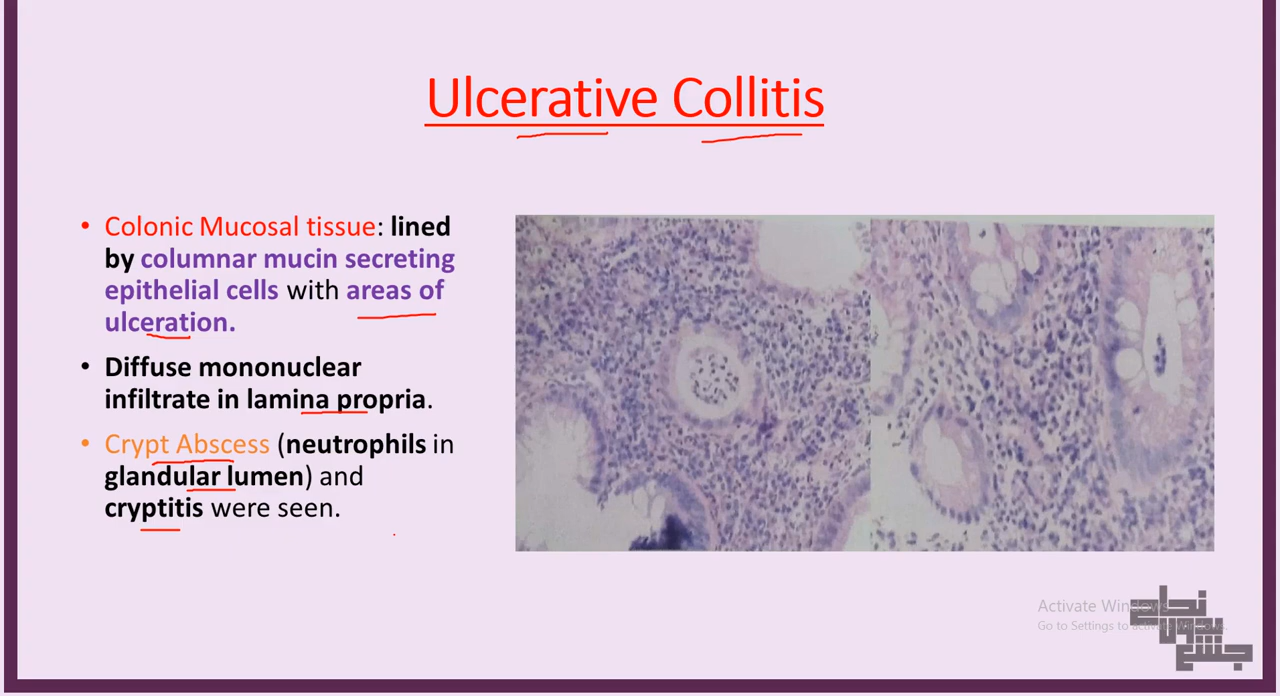 Ulcerative Collitis
• Colonic Mucosal tissue: lined
by columnar mucin secreting
epithelial cells with areas of
ulceration.
• Diffuse mononuclear
infiltrate in lamina propria.
• Crypt Abscess (neutrophils in
glandular lumen) and
cryptitis were seen.
Activate Windows
Go to Settings to activate Windows.